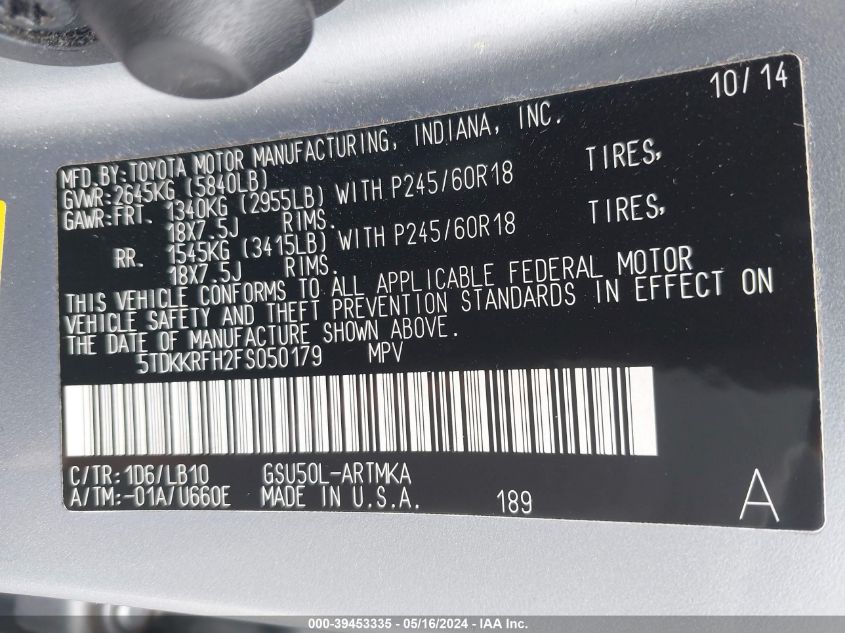 10/14
MFD.BY:TOYOTA MOTOR MANUFACTURING, INDIANA, INC.
GVWR:2645KG (5840LB)
GAWR:FRT. 1340KG (2955LB) WITH P245/60R18 TIRES,
18X7.5J RIMS.
RR. 1545KG (3415LB) WITH P245/60R18 TIRES,
18X7.5J RIMS.
THIS VEHICLE CONFORMS TO ALL APPLICABLE FEDERAL MOTOR
VEHICLE SAFETY AND THEFT PREVENTION STANDARDS IN EFFECT ON
THE DATE OF MANUFACTURE SHOWN ABOVE.
5TDKKRFH2FS050179 MPV
C/TR:1D6/LB10 GSU50L-ARTMKA
A/TM:-01A/U660E MADE IN U.S.A. 189 A
000-39453335 - 05/16/2024 - IAA Inc.